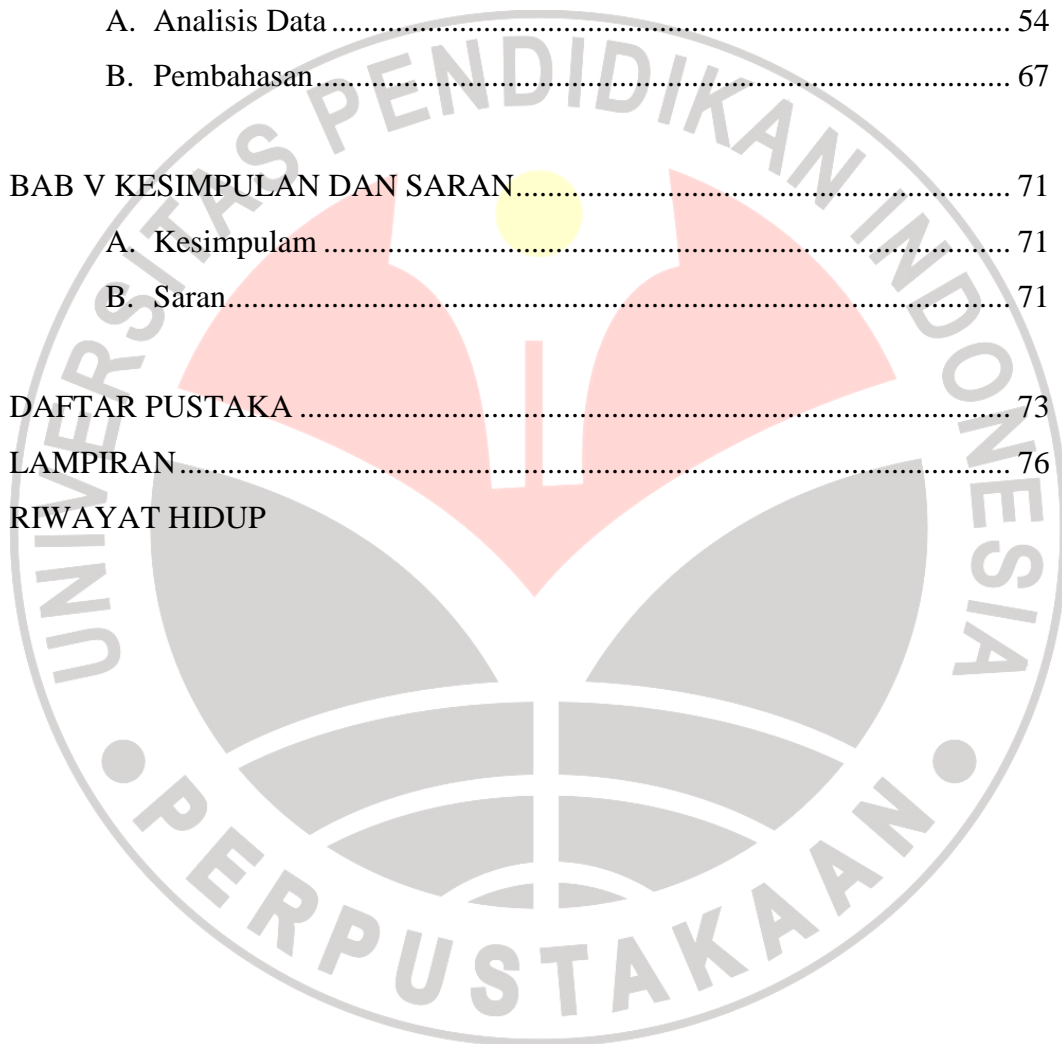 A. Analisis Data ........................................................................................ 54
B. Pembahasan .......................................................................................... 67
BAB V KESIMPULAN DAN SARAN ................................................................ 71
A. Kesimpulam ......................................................................................... 71
B. Saran ..................................................................................................... 71
DAFTAR PUSTAKA ............................................................................................ 73
LAMPIRAN ........................................................................................................... 76
RIWAYAT HIDUP
UNIVERSITAS PENDIDIKAN INDONESIA
PERPUSTAKAAN